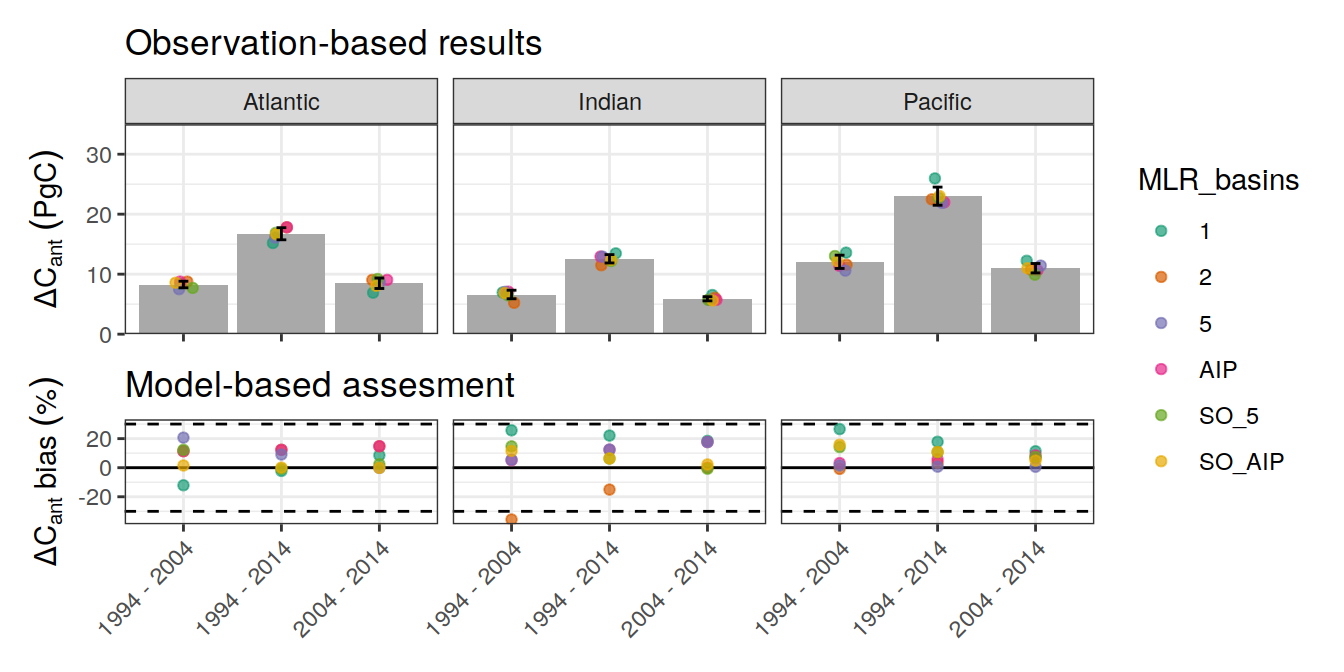 Observation-based results
Atlantic
Indian
Pacific
ΔCant (PgC)
30
20
10
0
Model-based assesment
ΔCant bias (%)
20
0
-20
1994 - 2004
1994 - 2014
2004 - 2014
1994 - 2004
1994 - 2014
2004 - 2014
1994 - 2004
1994 - 2014
2004 - 2014
MLR_basins
1
2
5
AIP
SO_5
SO_AIP